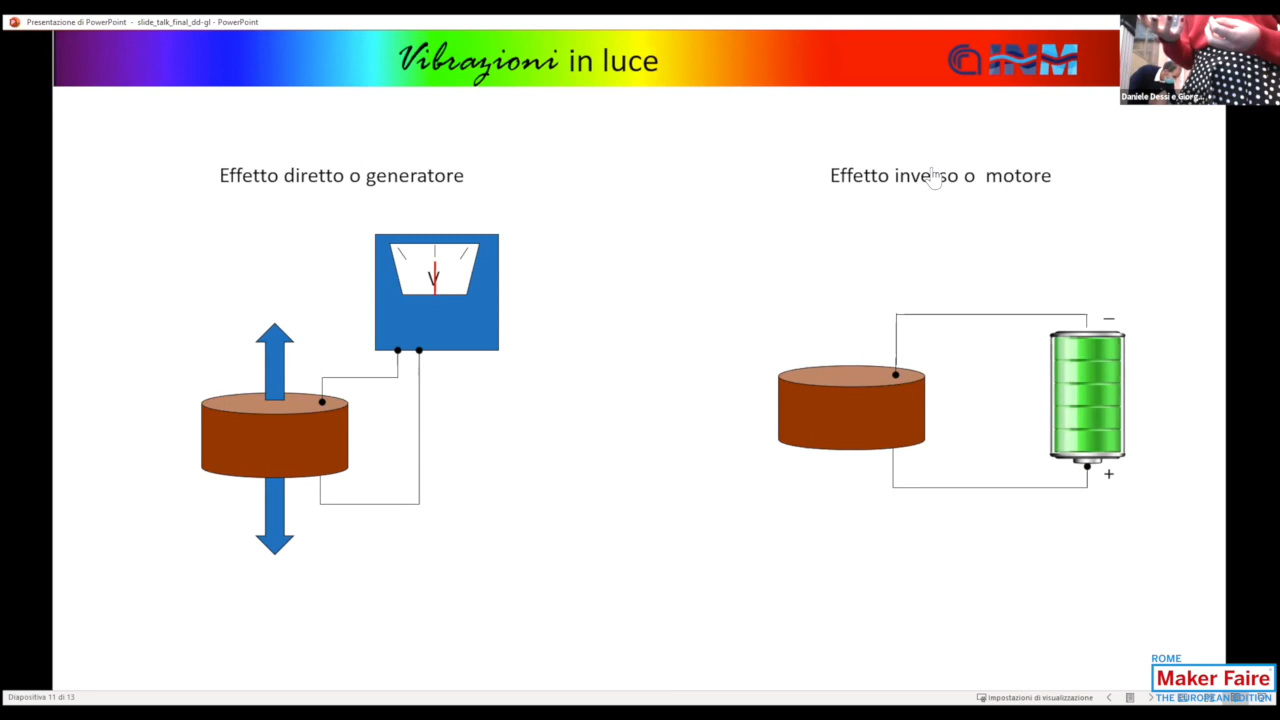 Presentazione di PowerPoint - slide_talk_final_dd-gl - PowerPoint
Vibrazioni in luce
INM
Daniele Dessi e Giorg...
Effetto diretto o generatore
Effetto inverso o motore
V
−
+
ROME
Maker Faire
THE EUROPEAN EDITION
Diapositiva 11 di 13
Impostazioni di visualizzazione